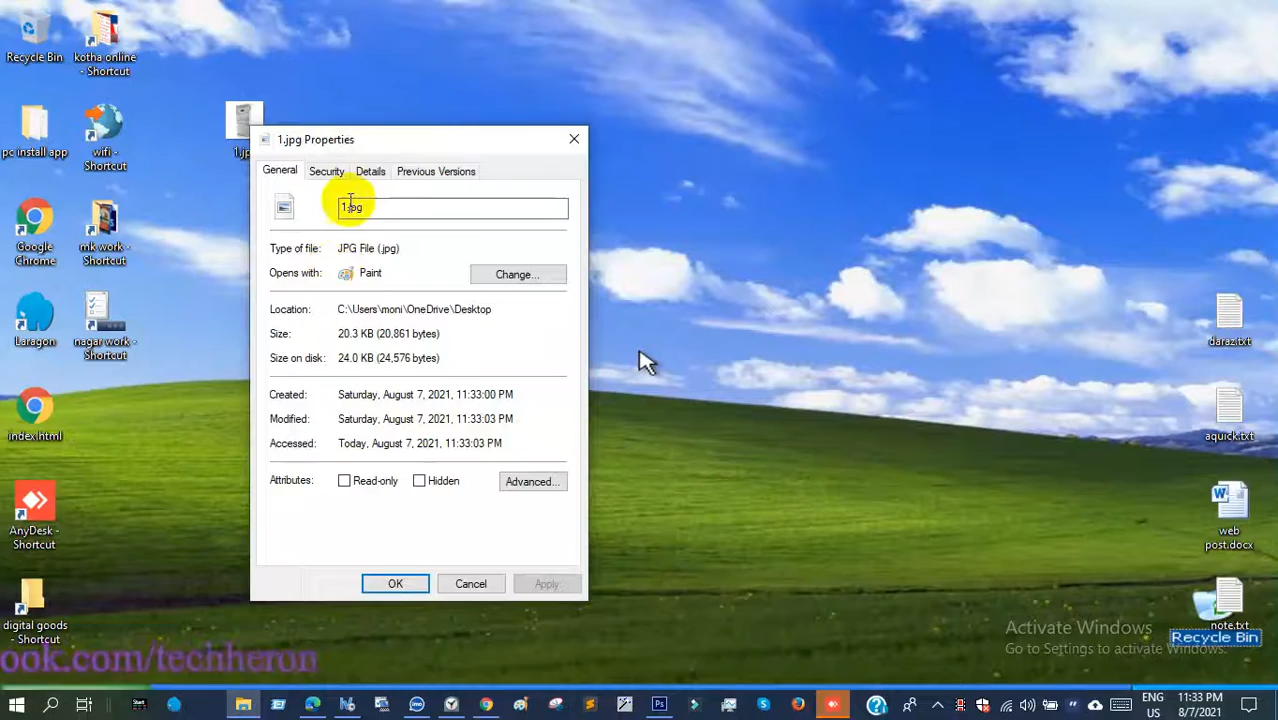 Recycle Bin
kotha online
- Shortcut
pc install app
wifi -
Shortcut
1.jp
Google
Chrome
mk work -
Shortcut
Laragon
nagar work -
Shortcut
index.html
AnyDesk -
Shortcut
digital goods
- Shortcut
ook.com/techheron
1.jpg Properties
General Security Details Previous Versions
1.jpg
Type of file: JPG File (.jpg)
Opens with: Paint Change...
Location: C:\Users\moni\OneDrive\Desktop
Size: 20.3 KB (20,861 bytes)
Size on disk: 24.0 KB (24,576 bytes)
Created: Saturday, August 7, 2021, 11:33:00 PM
Modified: Saturday, August 7, 2021, 11:33:03 PM
Accessed: Today, August 7, 2021, 11:33:03 PM
Attributes: Read-only Hidden Advanced...
OK Cancel Apply
daraz.txt
aquick.txt
web
post.docx
note.txt
Recycle Bin
Activate Windows
Go to Settings to activate Windows.
Start
ENG
US
11:33 PM
8/7/2021